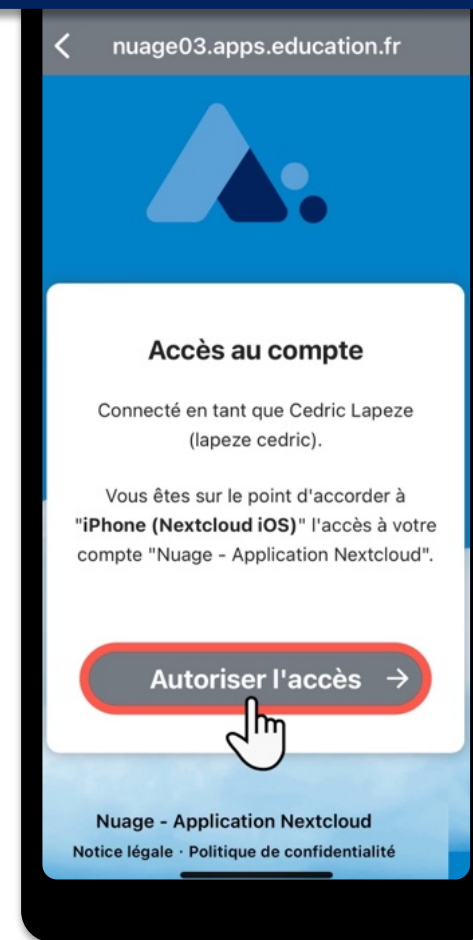 nuage03.apps.education.fr
Accès au compte
Connecté en tant que Cedric Lapeze
(lapeze cedric).
Vous êtes sur le point d'accorder à
"iPhone (Nextcloud iOS)" l'accès à votre
compte "Nuage - Application Nextcloud".
Autoriser l'accès →
Nuage - Application Nextcloud
Notice légale · Politique de confidentialité